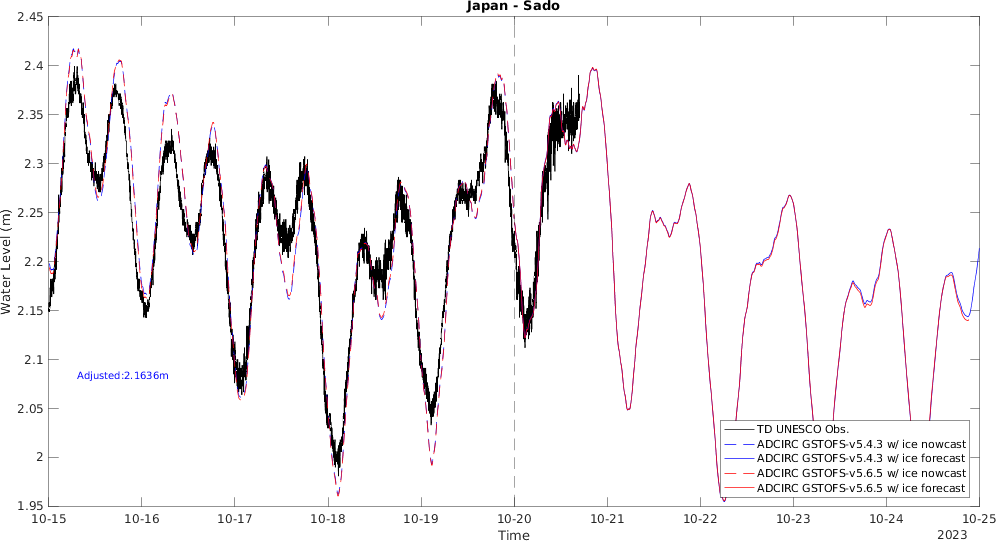 Japan - Sado
2.45
2.4
2.35
2.3
2.25
2.2
2.15
2.1
2.05
2
1.95
Water Level (m)
Adjusted:2.1636m
TD UNESCO Obs.
ADCIRC GSTOFS-v5.4.3 w/ ice nowcast
ADCIRC GSTOFS-v5.4.3 w/ ice forecast
ADCIRC GSTOFS-v5.6.5 w/ ice nowcast
ADCIRC GSTOFS-v5.6.5 w/ ice forecast
10-15 10-16 10-17 10-18 10-19 10-20 10-21 10-22 10-23 10-24 10-25
Time
2023